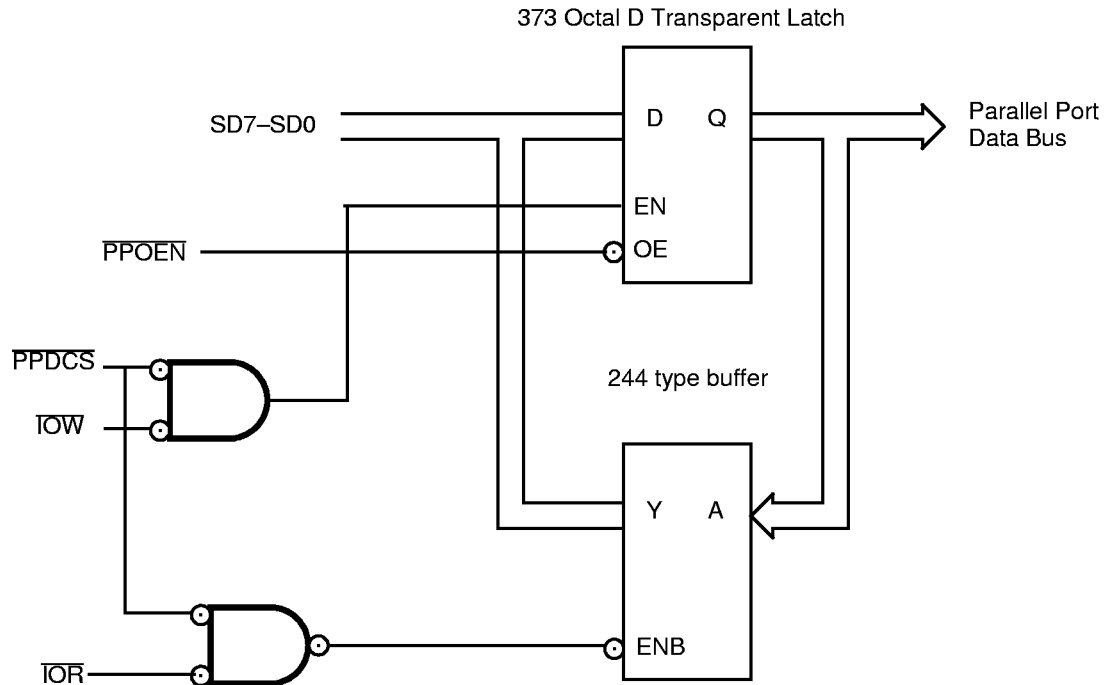 373 Octal D Transparent Latch
SD7–SD0
D
Q
Parallel Port
Data Bus
EN
PPOEN
OE
PPDCS
244 type buffer
IOW
Y
A
ENB
IOR